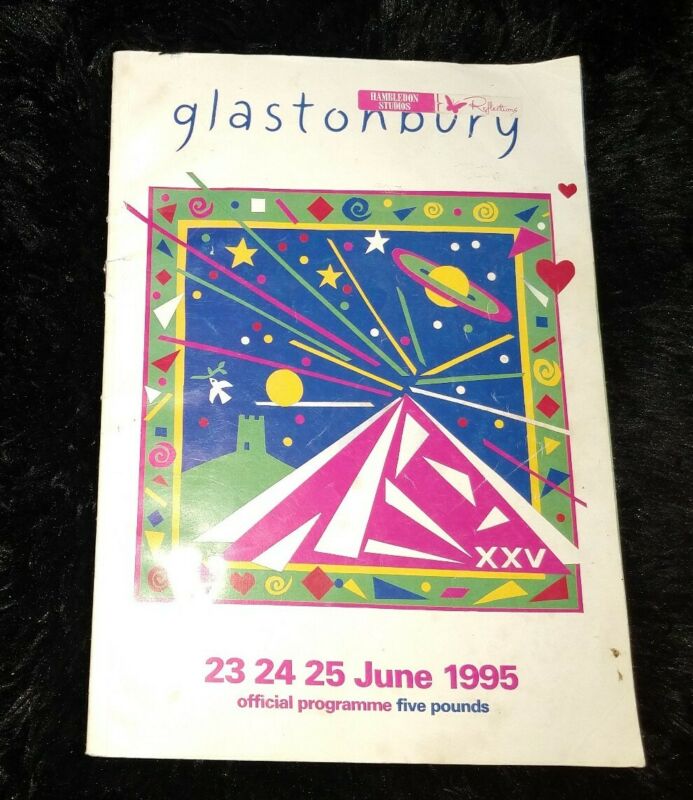 HAMBLEDON
STUDIOS
Reflections
glastonbury
XXV
23 24 25 June 1995
official programme five pounds